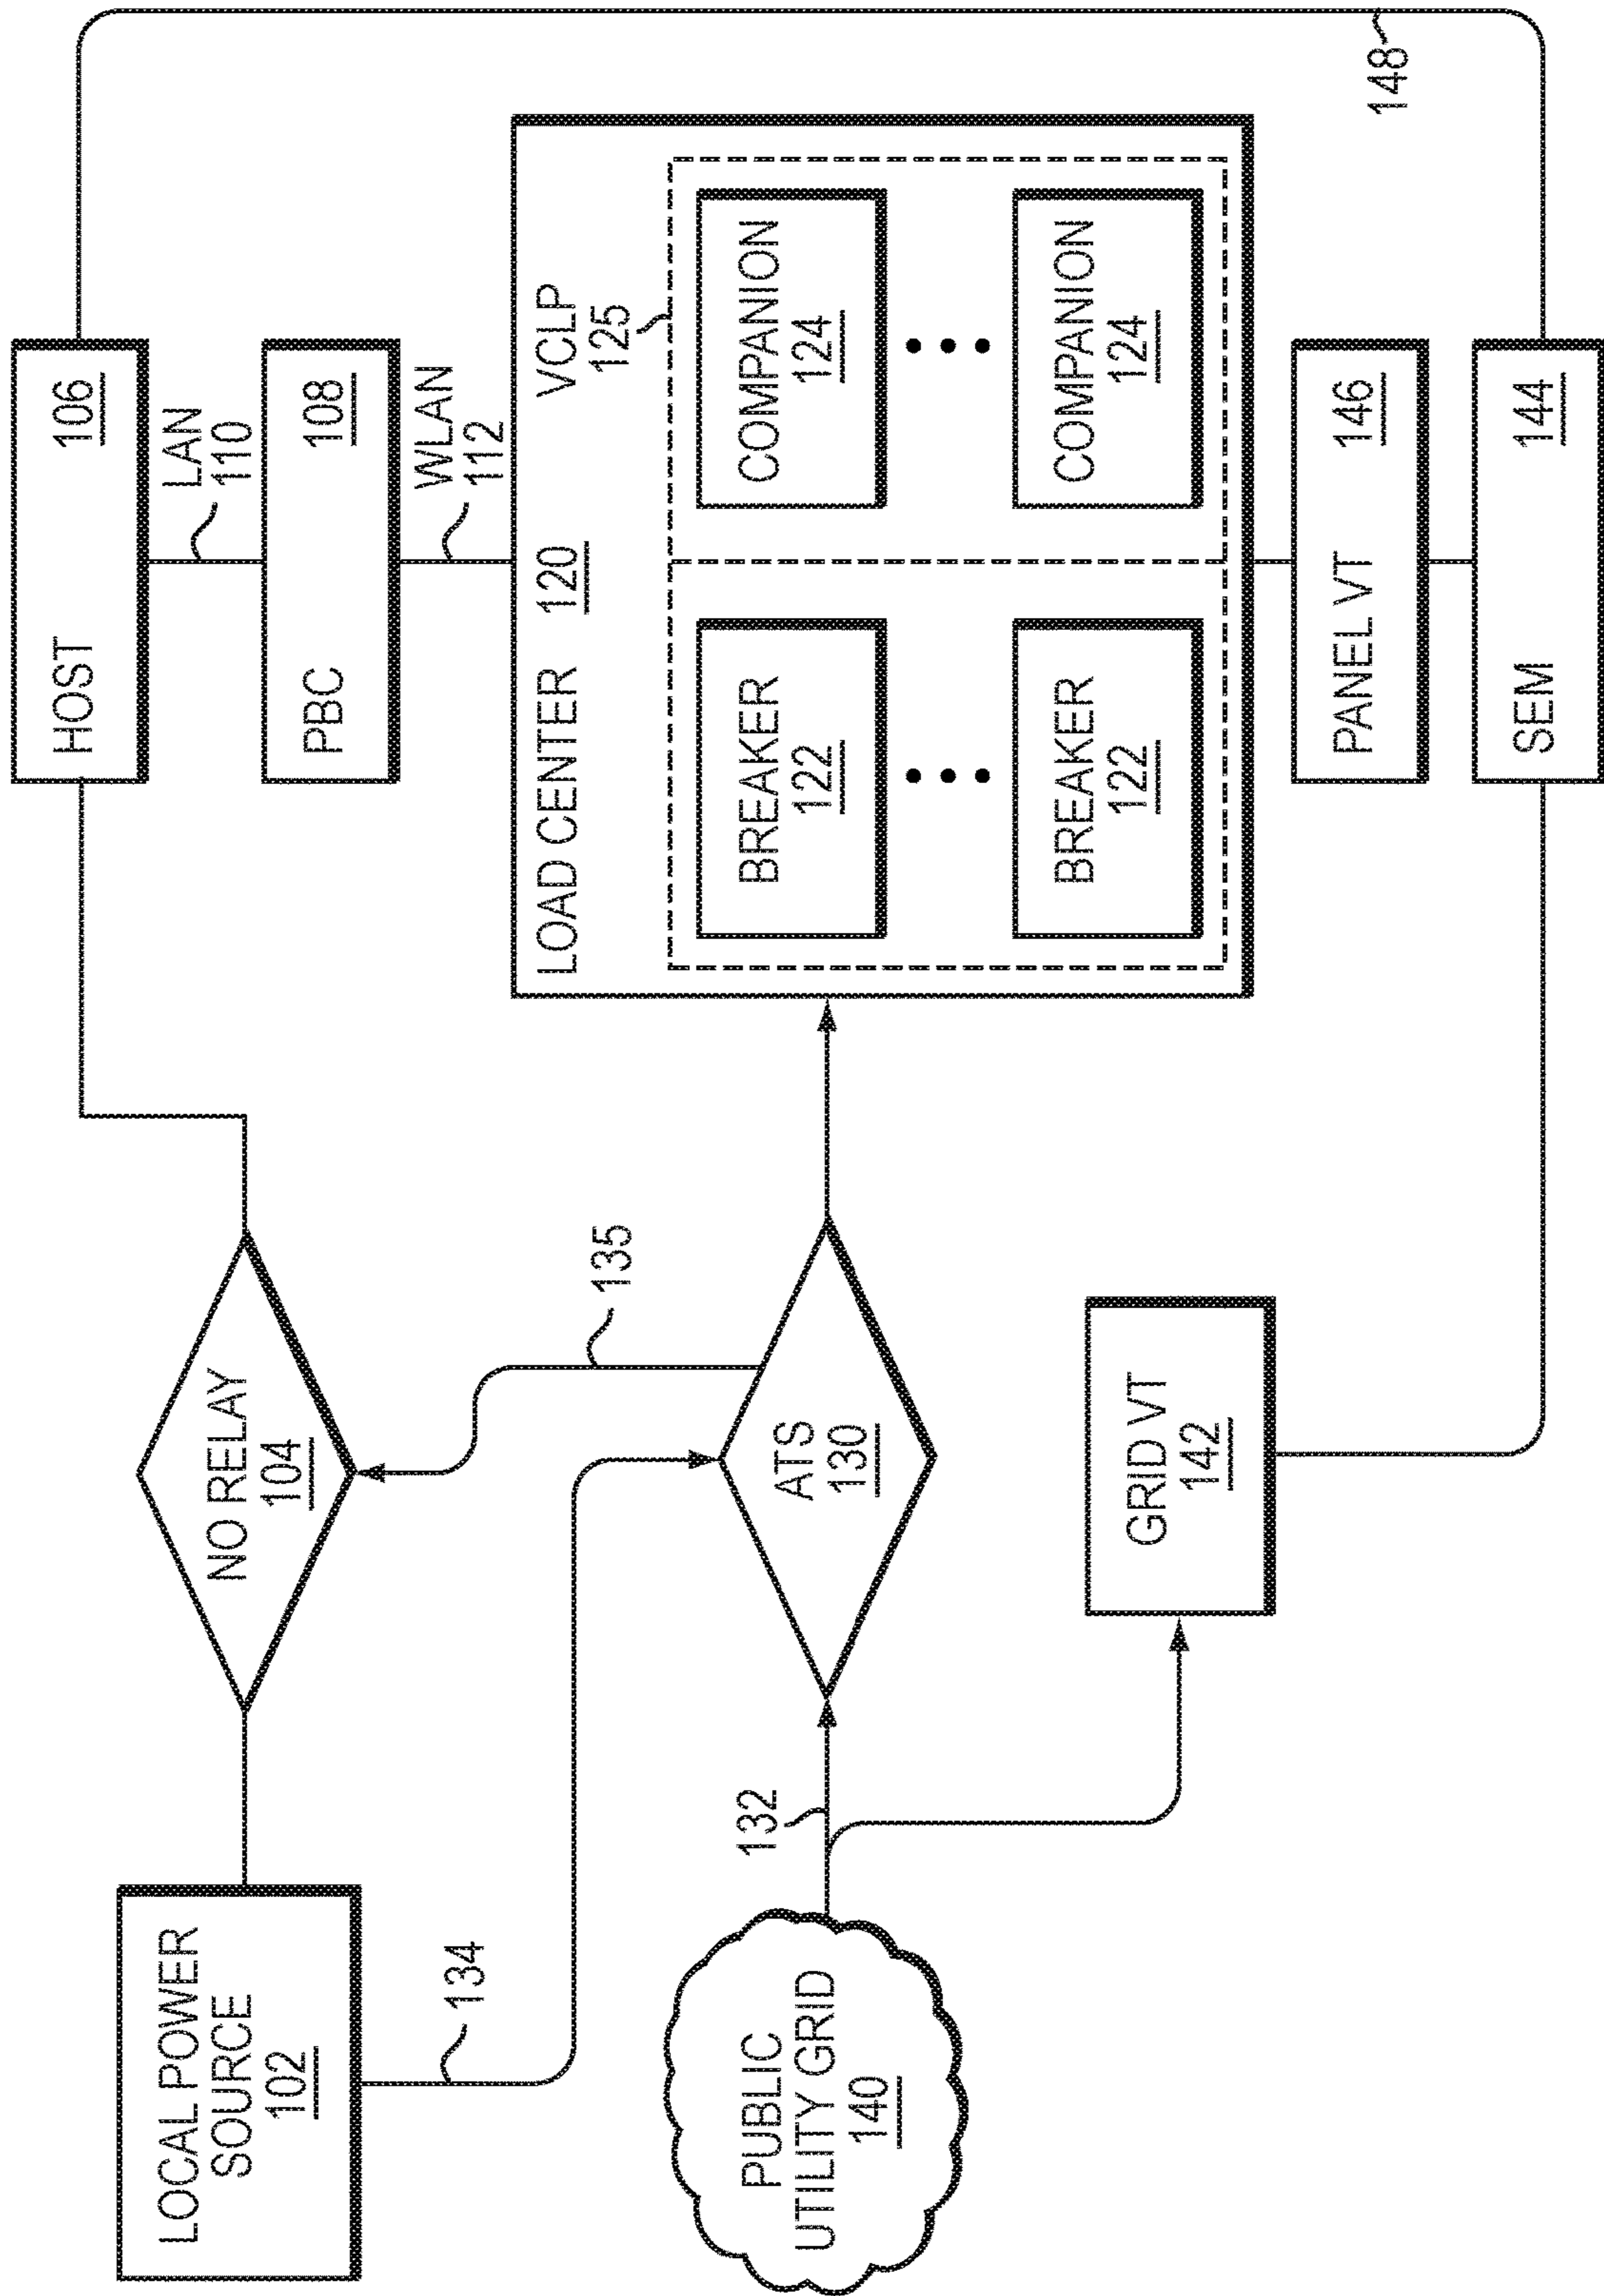 LOCAL POWER
SOURCE
102
134
NO RELAY
104
135
HOST
106
LAN
110
PBC
108
WLAN
112
PUBLIC
UTILITY GRID
140
132
ATS
130
LOAD CENTER 120
VCLP
125
BREAKER
122
COMPANION
124
BREAKER
122
COMPANION
124
GRID VT
142
PANEL VT 146
SEM 144
148